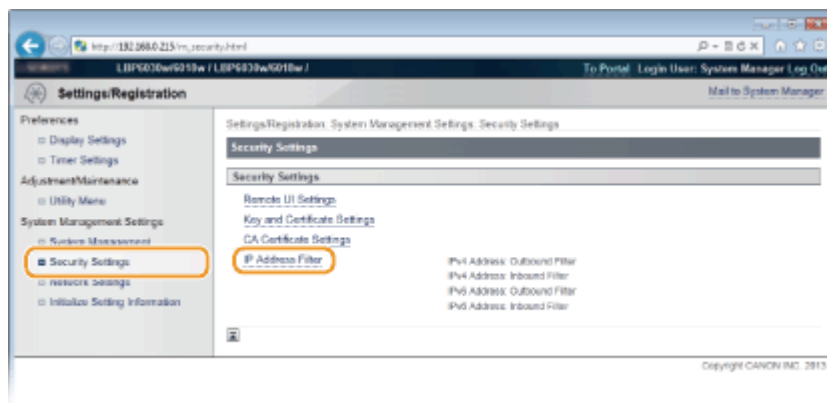 http://192.168.0.215/m_security.html
LBP6030w/6018w / LBP6030w/6018w /
To Portal Login User: System Manager Log Out
Settings/Registration
Mail to System Manager
Preferences
Display Settings
Timer Settings
Adjustment/Maintenance
Utility Menu
System Management Settings
System Management
Security Settings
Network Settings
Initialize Setting Information
Settings/Registration: System Management Settings: Security Settings
Security Settings
Security Settings
Remote UI Settings
Key and Certificate Settings
CA Certificate Settings
IP Address Filter
IPv4 Address: Outbound Filter
IPv4 Address: Inbound Filter
IPv6 Address: Outbound Filter
IPv6 Address: Inbound Filter
Copyright CANON INC. 2013